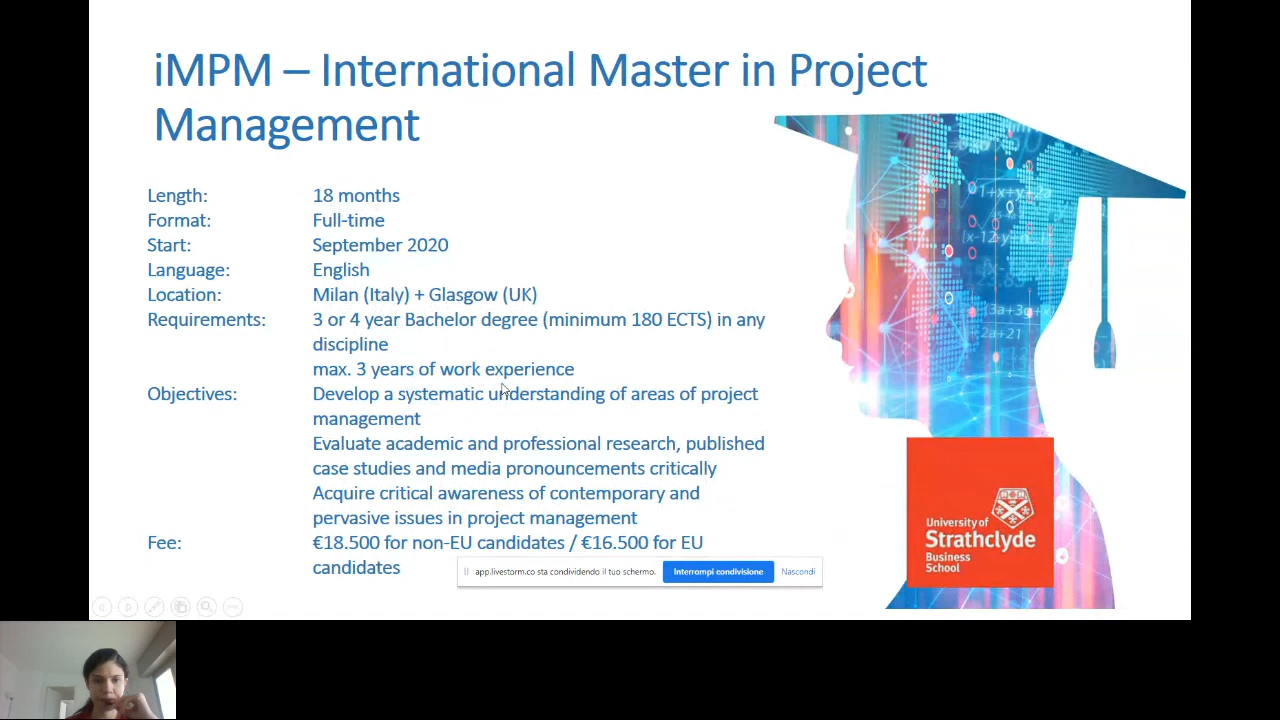 iMPM – International Master in Project
Management
Length: 18 months
Format: Full-time
Start: September 2020
Language: English
Location: Milan (Italy) + Glasgow (UK)
Requirements: 3 or 4 year Bachelor degree (minimum 180 ECTS) in any
discipline
max. 3 years of work experience
Objectives: Develop a systematic understanding of areas of project
management
Evaluate academic and professional research, published
case studies and media pronouncements critically
Acquire critical awareness of contemporary and
pervasive issues in project management
Fee: €18.500 for non-EU candidates / €16.500 for EU
candidates
app.livestorm.co sta condividendo il tuo schermo. Interrompi condivisione Nascondi
University of
Strathclyde
Business
School